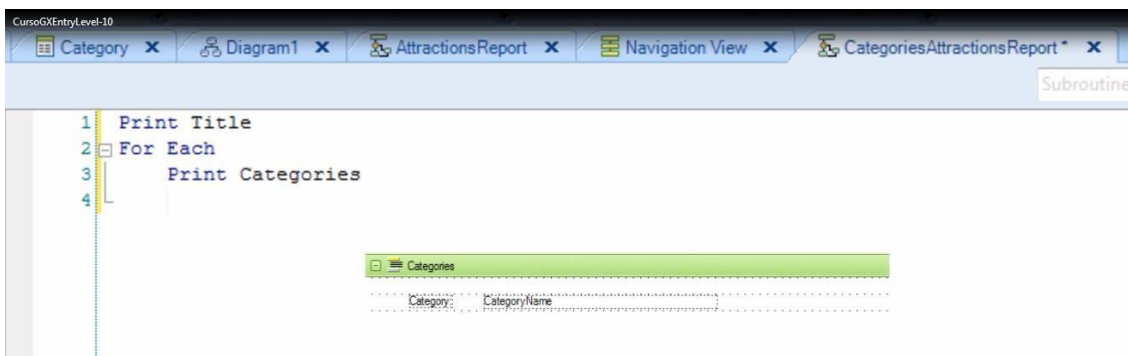 CursoGXEntryLevel-10
Category Diagram1 AttractionsReport Navigation View CategoriesAttractionsReport *
Subroutine
1 Print Title
2 For Each
3 Print Categories
4
Categories
Category: CategoryName